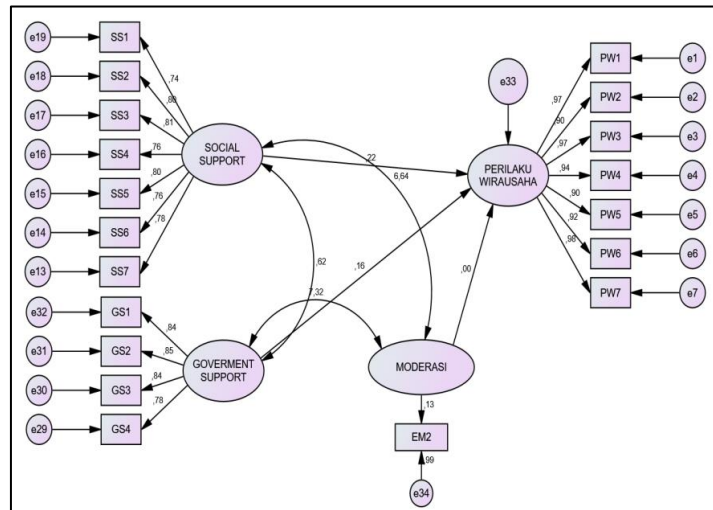 e19
SS1
e18
SS2
e17
SS3
e16
SS4
e15
SS5
e14
SS6
e13
SS7
,74
,80
,81
,76
,80
,76
,78
SOCIAL
SUPPORT
e32
GS1
e31
GS2
e30
GS3
e29
GS4
,84
,85
,84
,78
GOVERMENT
SUPPORT
,22
6,64
,62
,16
7,32
,00
MODERASI
,13
EM2
,99
e34
e33
PERILAKU
WIRAUSAHA
,97
,90
,97
,94
,90
,92
,98
PW1
e1
PW2
e2
PW3
e3
PW4
e4
PW5
e5
PW6
e6
PW7
e7